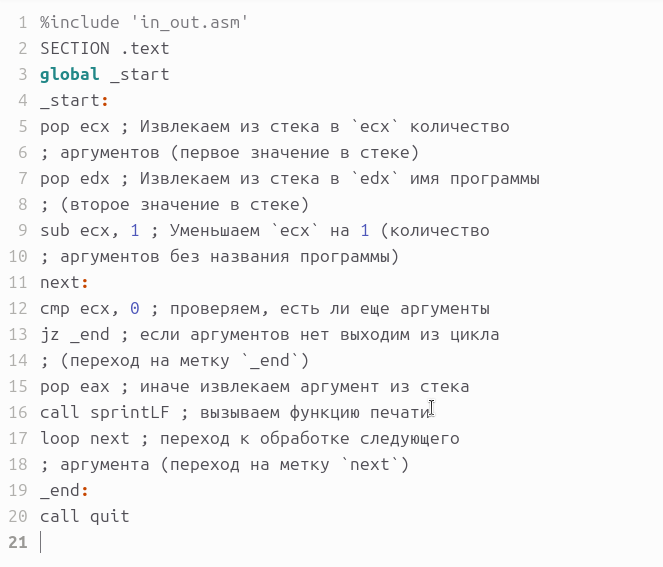 1 %include 'in_out.asm'
2 SECTION .text
3 global _start
4 _start:
5 pop ecx ; Извлекаем из стека в `ecx` количество
6 ; аргументов (первое значение в стеке)
7 pop edx ; Извлекаем из стека в `edx` имя программы
8 ; (второе значение в стеке)
9 sub ecx, 1 ; Уменьшаем `ecx` на 1 (количество
10 ; аргументов без названия программы)
11 next:
12 cmp ecx, 0 ; проверяем, есть ли еще аргументы
13 jz _end ; если аргументов нет выходим из цикла
14 ; (переход на метку `_end`)
15 pop eax ; иначе извлекаем аргумент из стека
16 call sprintLF ; вызываем функцию печати
17 loop next ; переход к обработке следующего
18 ; аргумента (переход на метку `next`)
19 _end:
20 call quit
21